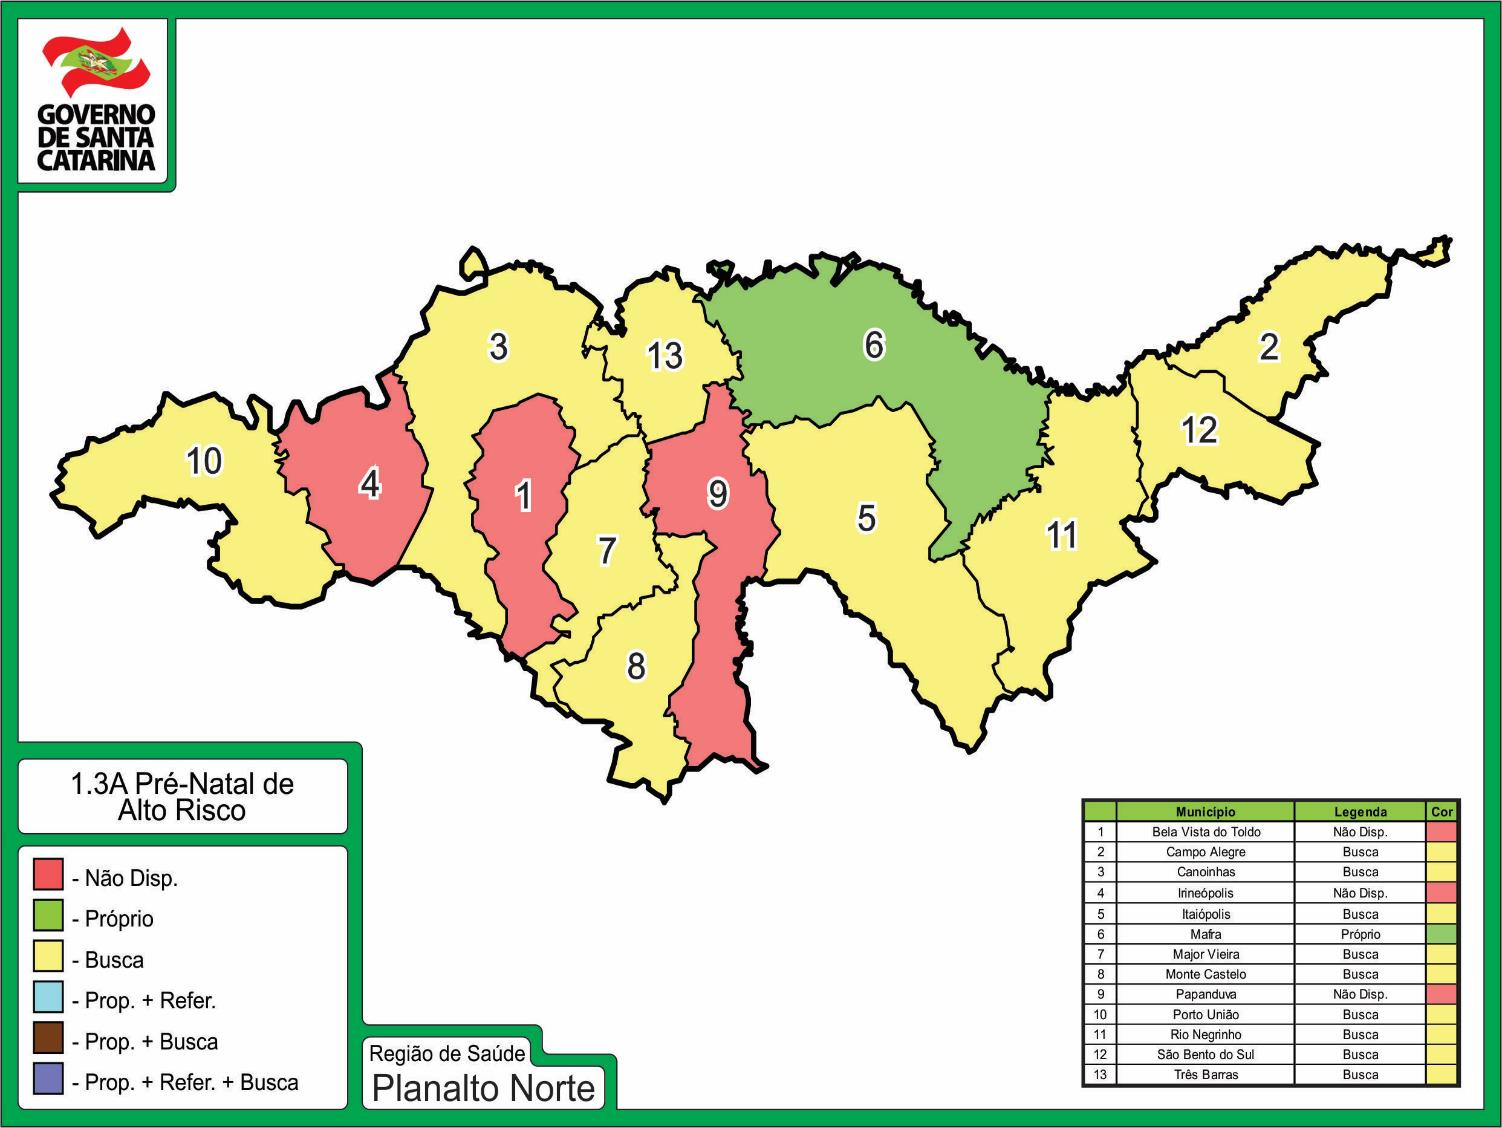 GOVERNO
DE SANTA
CATARINA
3
13
6
2
10
4
1
9
12
5
7
11
8
1.3A Pré-Natal de
Alto Risco
- Não Disp.
- Próprio
- Busca
- Prop. + Refer.
- Prop. + Busca
- Prop. + Refer. + Busca
Região de Saúde
Planalto Norte
Município Legenda Cor
1 Bela Vista do Toldo Não Disp.
2 Campo Alegre Busca
3 Canoinhas Busca
4 Irineópolis Não Disp.
5 Itaiópolis Busca
6 Mafra Próprio
7 Major Vieira Busca
8 Monte Castelo Busca
9 Papanduva Não Disp.
10 Porto União Busca
11 Rio Negrinho Busca
12 São Bento do Sul Busca
13 Três Barras Busca